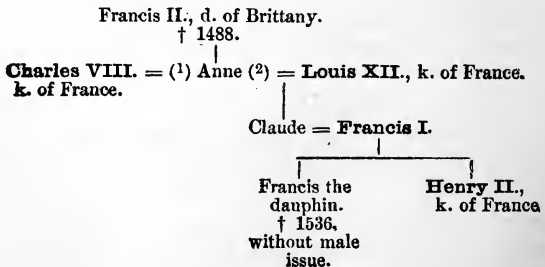 Francis II., d. of Brittany.
† 1488.
Charles VIII. = (¹) Anne (²) = Louis XII., k. of France.
k. of France.
Claude = Francis I.
Francis the
dauphin.
† 1536,
without male
issue.
Henry II.,
k. of France